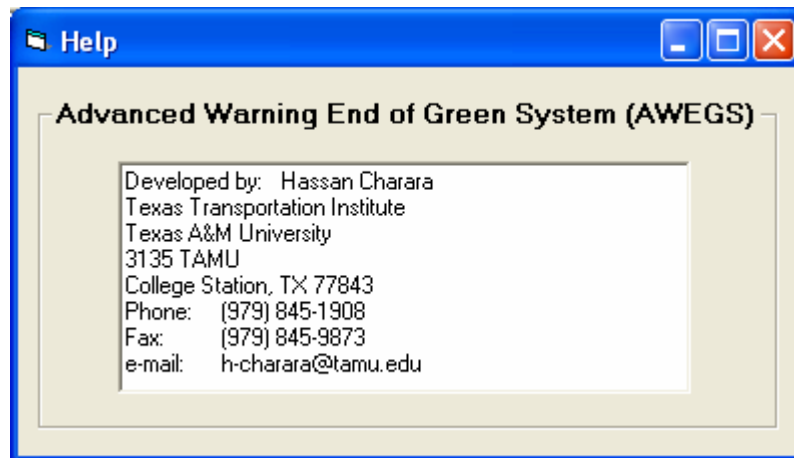 Help
Advanced Warning End of Green System (AWEGS)
Developed by: Hassan Charara
Texas Transportation Institute
Texas A&M University
3135 TAMU
College Station, TX 77843
Phone: (979) 845-1908
Fax: (979) 845-9873
e-mail: h-charara@tamu.edu